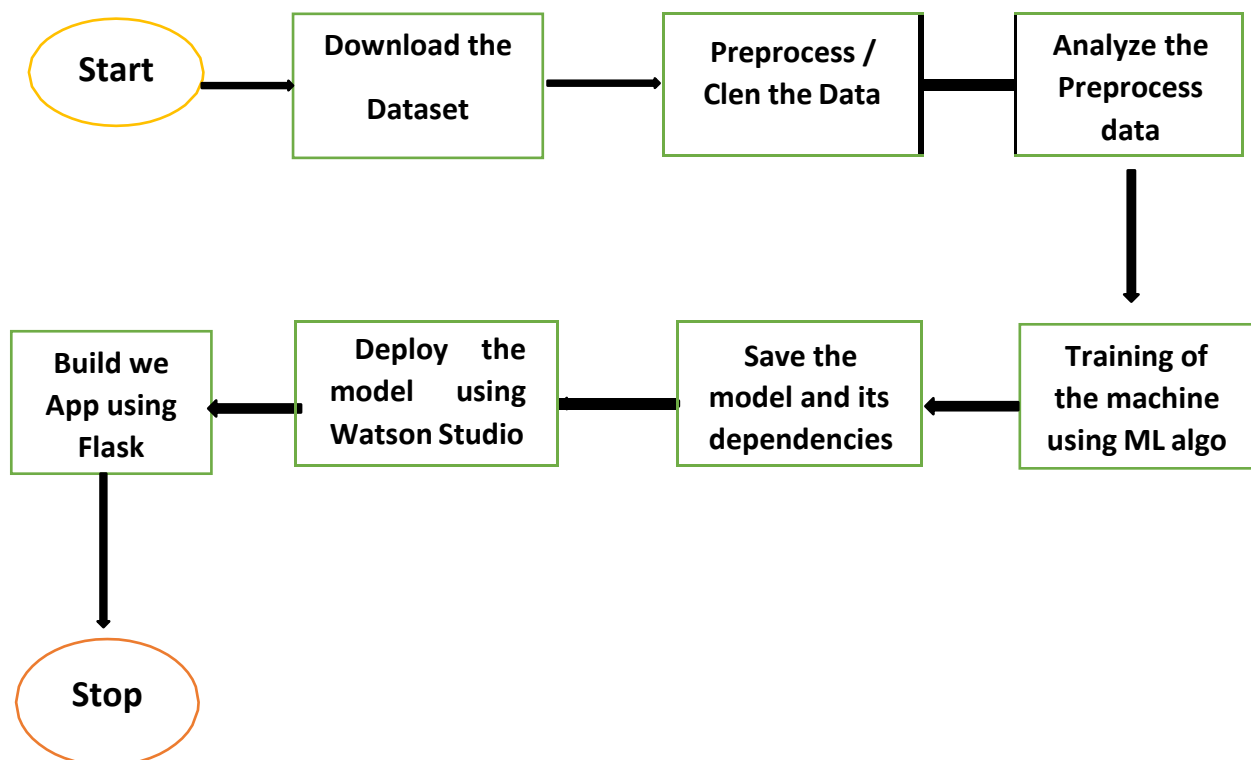 Start
Download the
Dataset
Preprocess /
Clen the Data
Analyze the
Preprocess
data
Training of
the machine
using ML algo
Save the
model and its
dependencies
Deploy the
model using
Watson Studio
Build we
App using
Flask
Stop